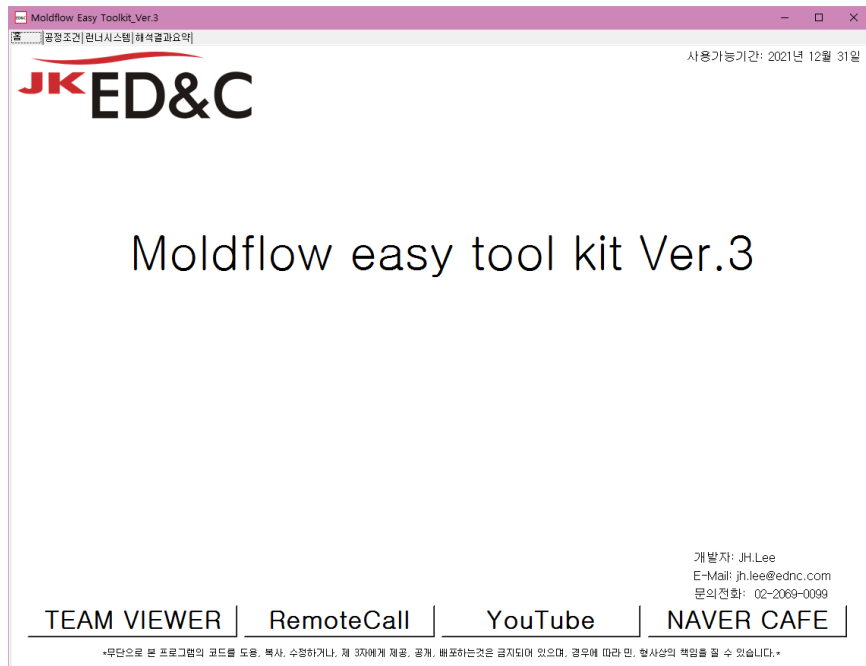 Moldflow Easy Toolkit_Ver.3
홈 공정조건 런너시스템 해석결과요약
사용가능기간: 2021년 12월 31일
JK ED&C
Moldflow easy tool kit Ver.3
개발자: JH.Lee
E-Mail: jh.lee@ednc.com
문의전화: 02-2069-0099
TEAM VIEWER RemoteCall YouTube NAVER CAFE
*무단으로 본 프로그램의 코드를 도용, 복사, 수정하거나, 제 3자에게 제공, 공개, 배포하는것은 금지되어 있으며, 경우에 따라 민, 형사상의 책임을 질 수 있습니다.*